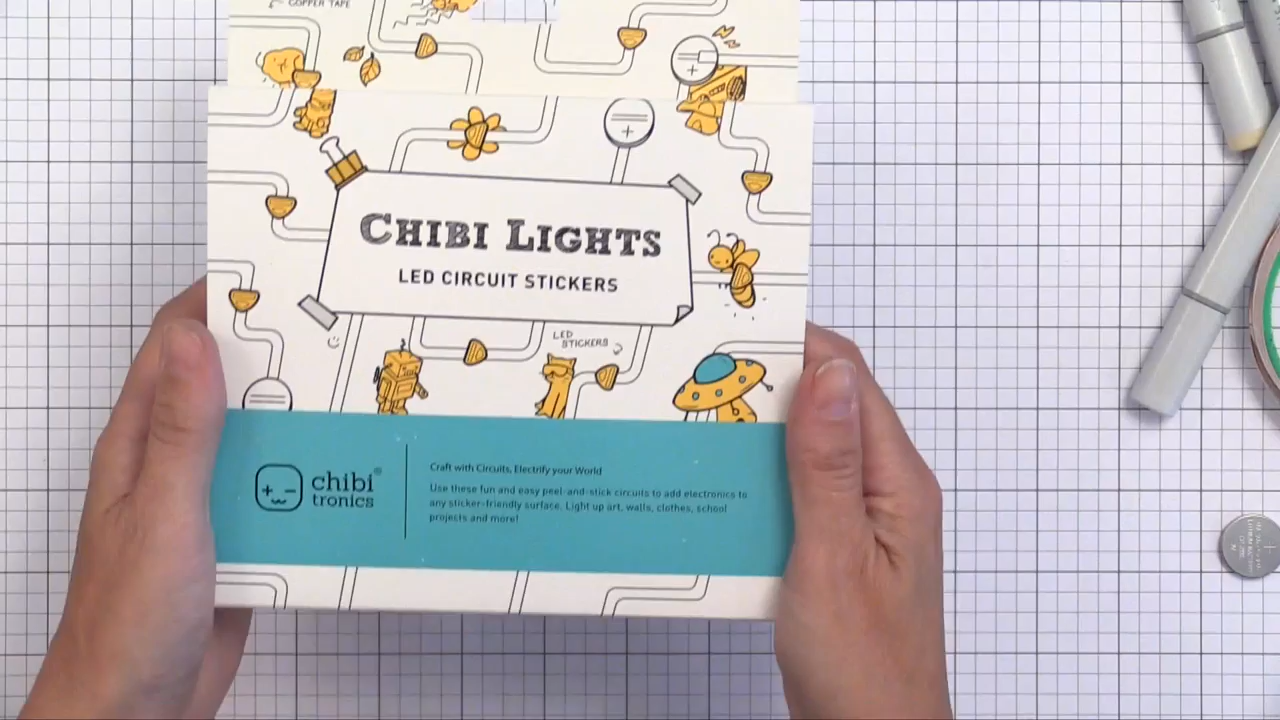 COPPER TAPE
CHIBI LIGHTS
LED CIRCUIT STICKERS
LED
STICKERS
chibi®
tronics
Craft with Circuits, Electrify your World
Use these fun and easy peel-and-stick circuits to add electronics to
any sticker-friendly surface. Light up art, walls, clothes, school
projects and more!